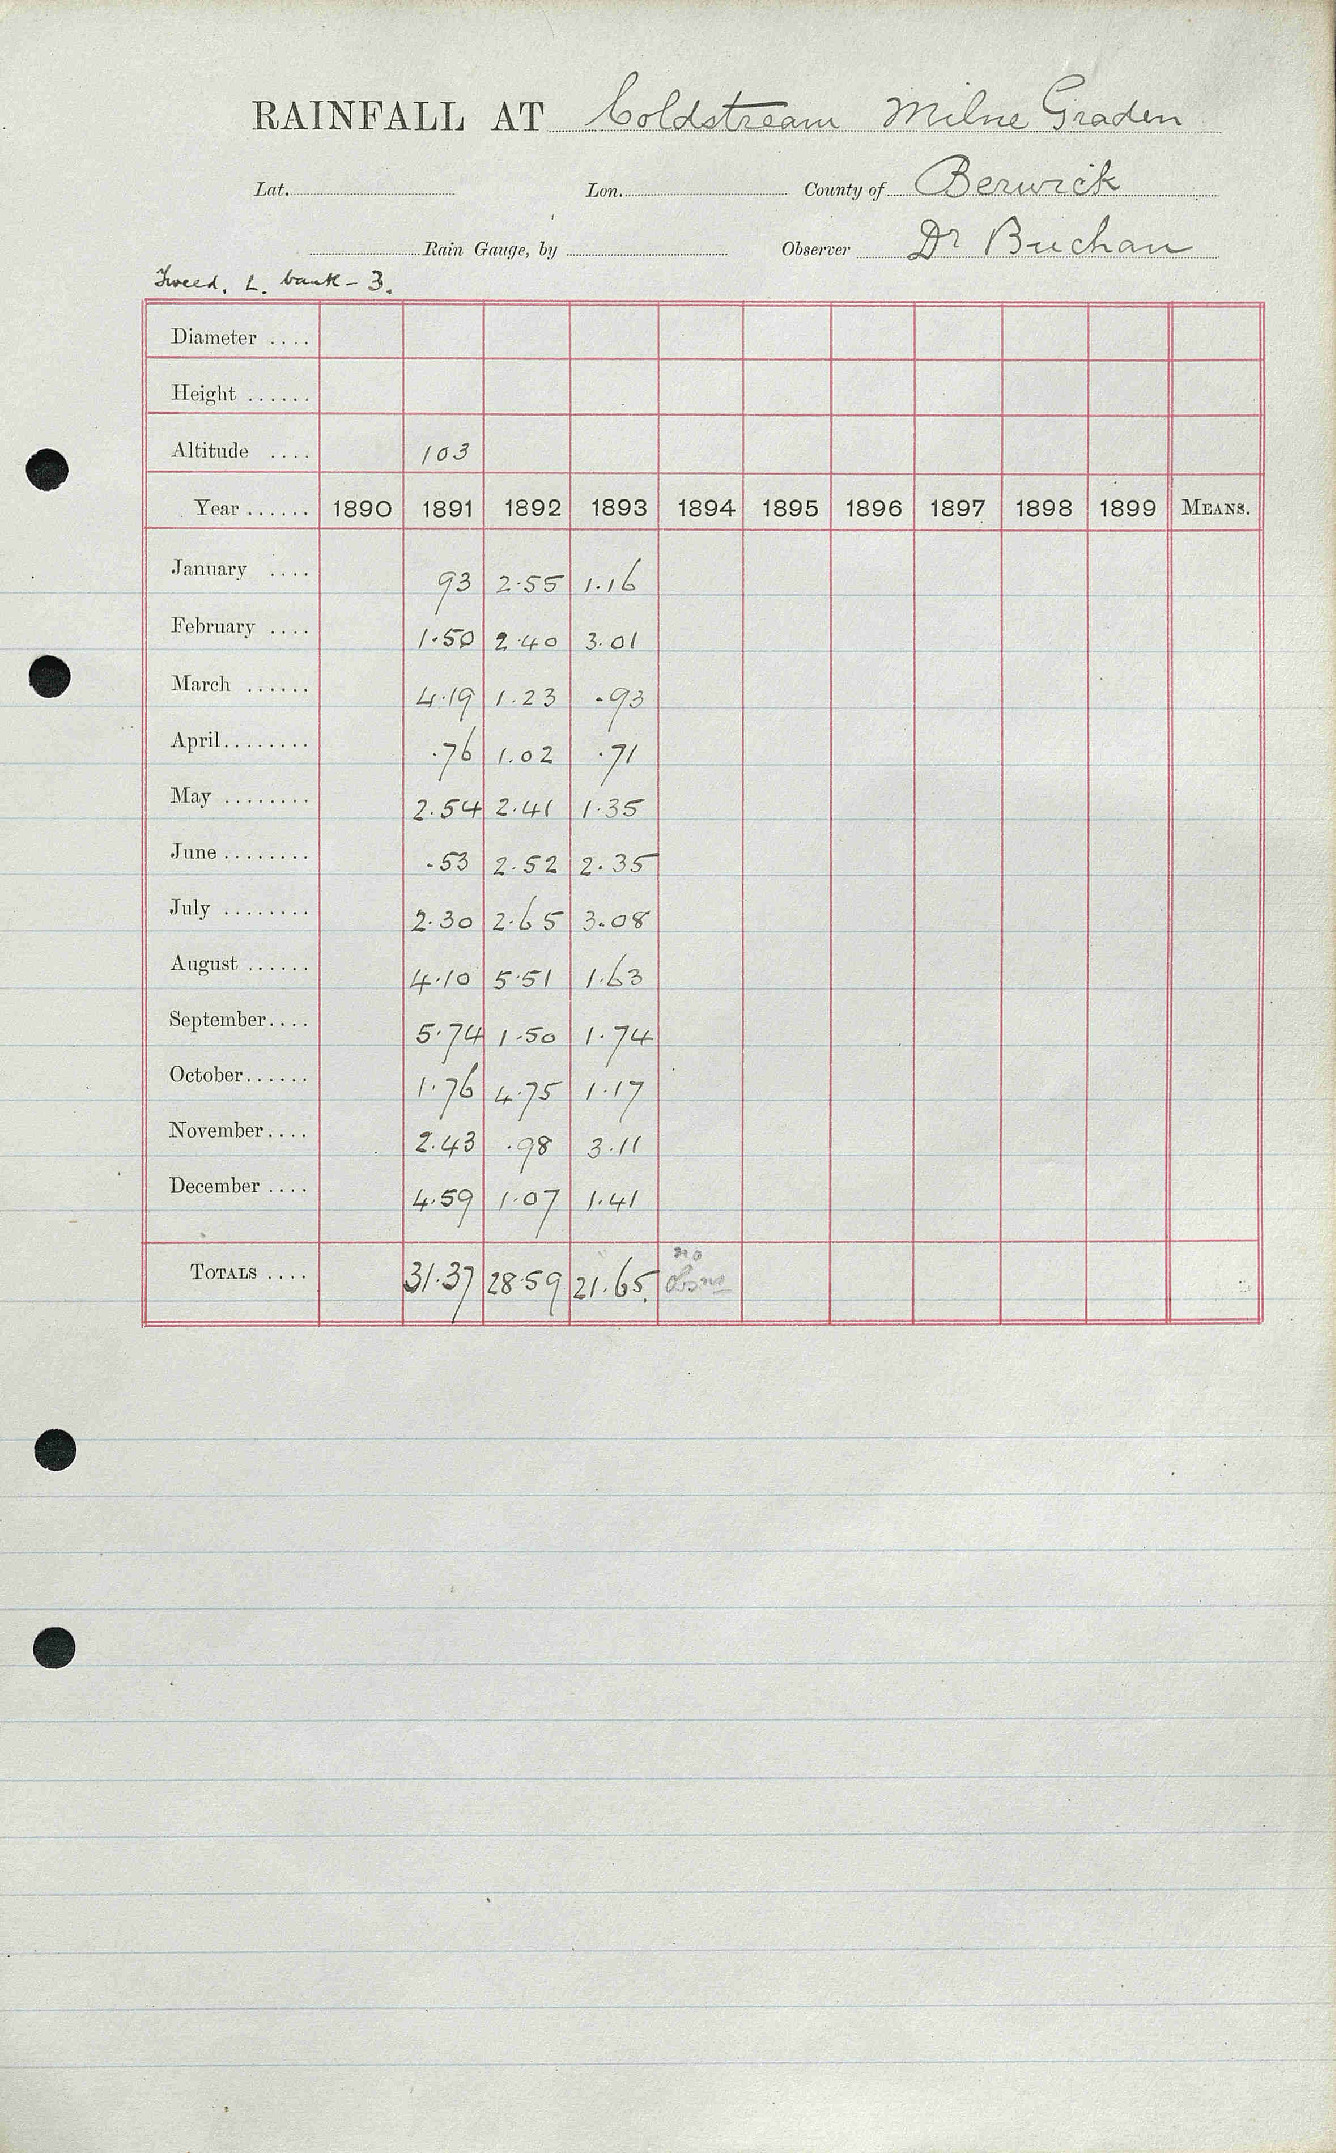 RAINFALL AT Coldstream Milne Graden
Lat. Lon. County of Berwick
Rain Gauge, by Observer Dr Buchan
Tweed. L. bank - 3.
Diameter ....
Height ......
Altitude .... 103
Year ...... 1890 1891 1892 1893 1894 1895 1896 1897 1898 1899 MEANS.
January .... 93 2.55 1.16
February .... 1.50 2.40 3.01
March ...... 4.19 1.23 .93
April........ .76 1.02 .71
May ........ 2.54 2.41 1.35
June ........ .53 2.52 2.35
July ........ 2.30 2.65 3.08
August ...... 4.10 5.51 1.63
September.... 5.74 1.50 1.74
October...... 1.76 4.75 1.17
November.... 2.43 .98 3.11
December .... 4.59 1.07 1.41
TOTALS .... 31.37 28.59 21.65 no Obsns